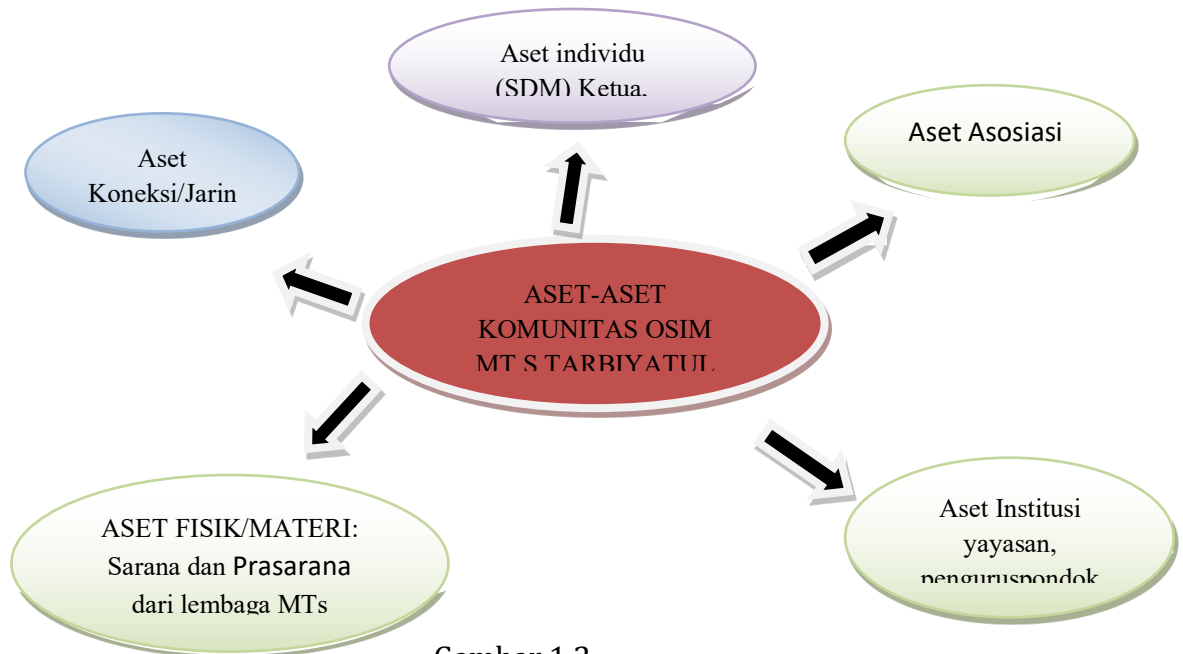 Aset individu
(SDM) Ketua,
Aset Asosiasi
Aset
Koneksi/Jarin
ASET-ASET
KOMUNITAS OSIM
MT S TARBIYATUL
ASET FISIK/MATERI:
Sarana dan Prasarana
dari lembaga MTs
Aset Institusi
yayasan,
penguruspondok